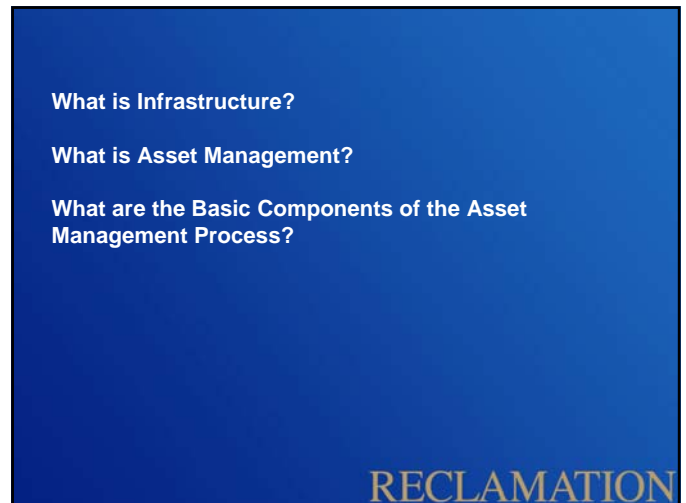 What is Infrastructure?
What is Asset Management?
What are the Basic Components of the Asset
Management Process?
RECLAMATION